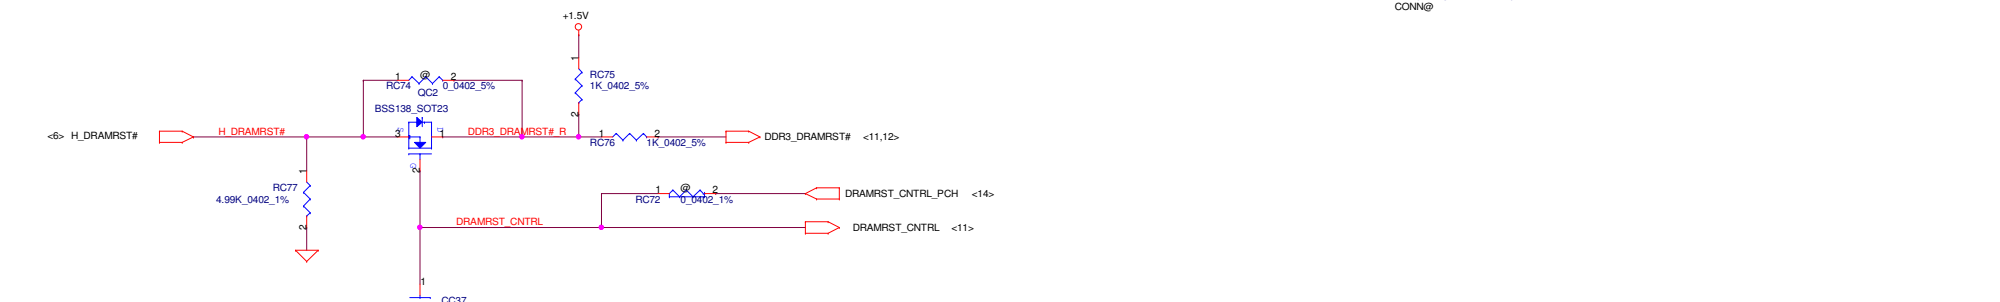 CONN@
+1.5V
1 @ 2
RC74 0_0402_5%
QC2
BSS138_SOT23
1
RC75
1K_0402_5%
2
<6> H_DRAMRST#
H_DRAMRST#
3
1
DDR3_DRAMRST#_R
1 2
RC76 1K_0402_5%
DDR3_DRAMRST# <11,12>
2
1
RC77
4.99K_0402_1%
2
1 @ 2
RC72 0_0402_1%
DRAMRST_CNTRL_PCH <14>
DRAMRST_CNTRL
DRAMRST_CNTRL <11>
1
CC37